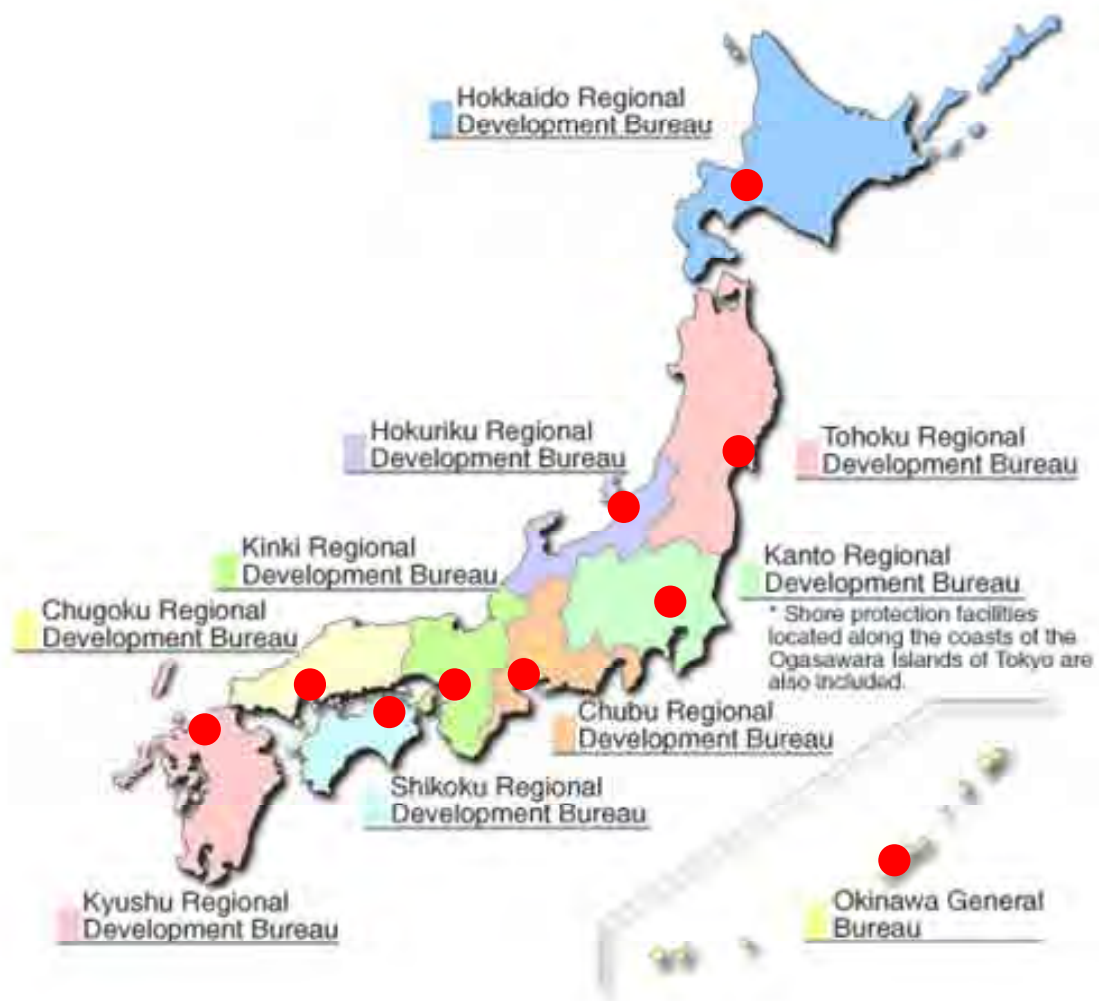 Hokkaido Regional
Development Bureau
Hokuriku Regional
Development Bureau
Tohoku Regional
Development Bureau
Kinki Regional
Development Bureau
Kanto Regional
Development Bureau
* Shore protection facilities
located along the coasts of the
Ogasawara Islands of Tokyo are
also included.
Chugoku Regional
Development Bureau
Chubu Regional
Development Bureau
Shikoku Regional
Development Bureau
Kyushu Regional
Development Bureau
Okinawa General
Bureau